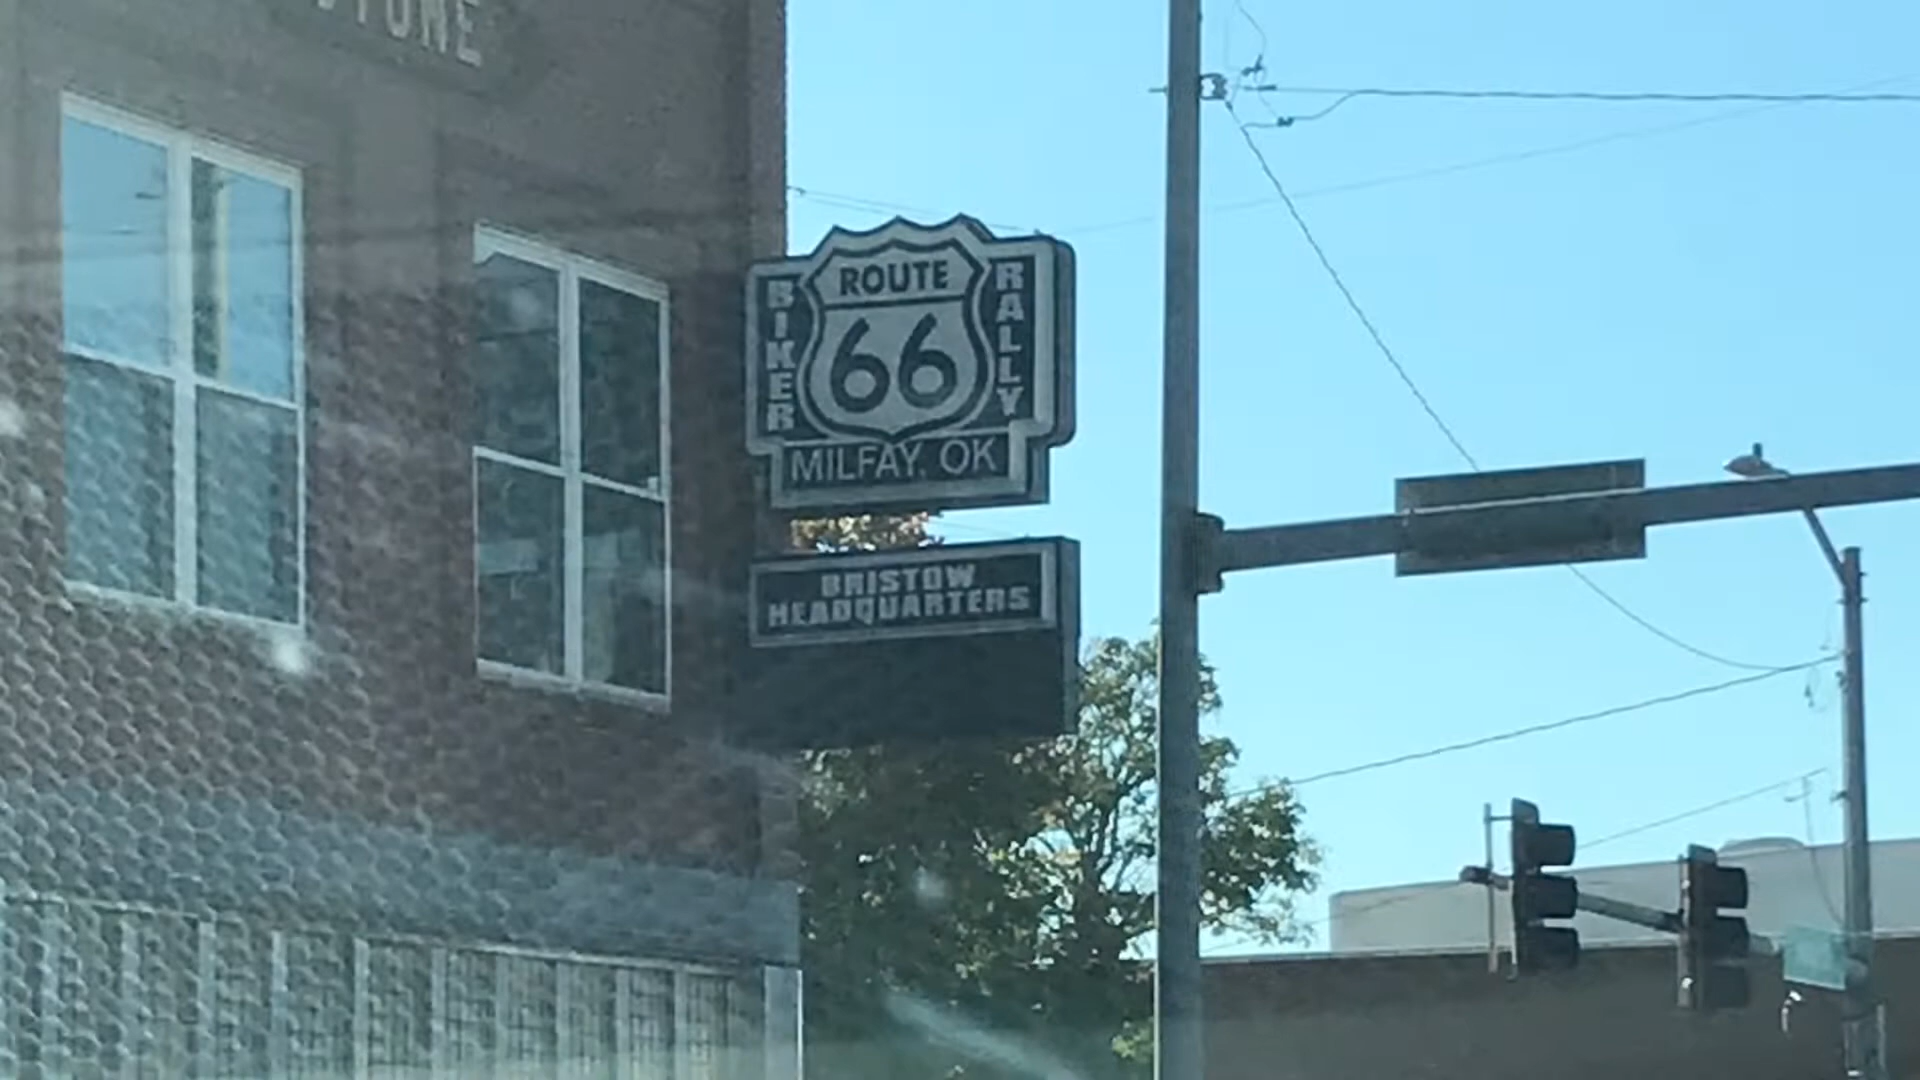 ROUTE
66
BIKER
RALLY
MILFAY, OK
BRISTOW
HEADQUARTERS